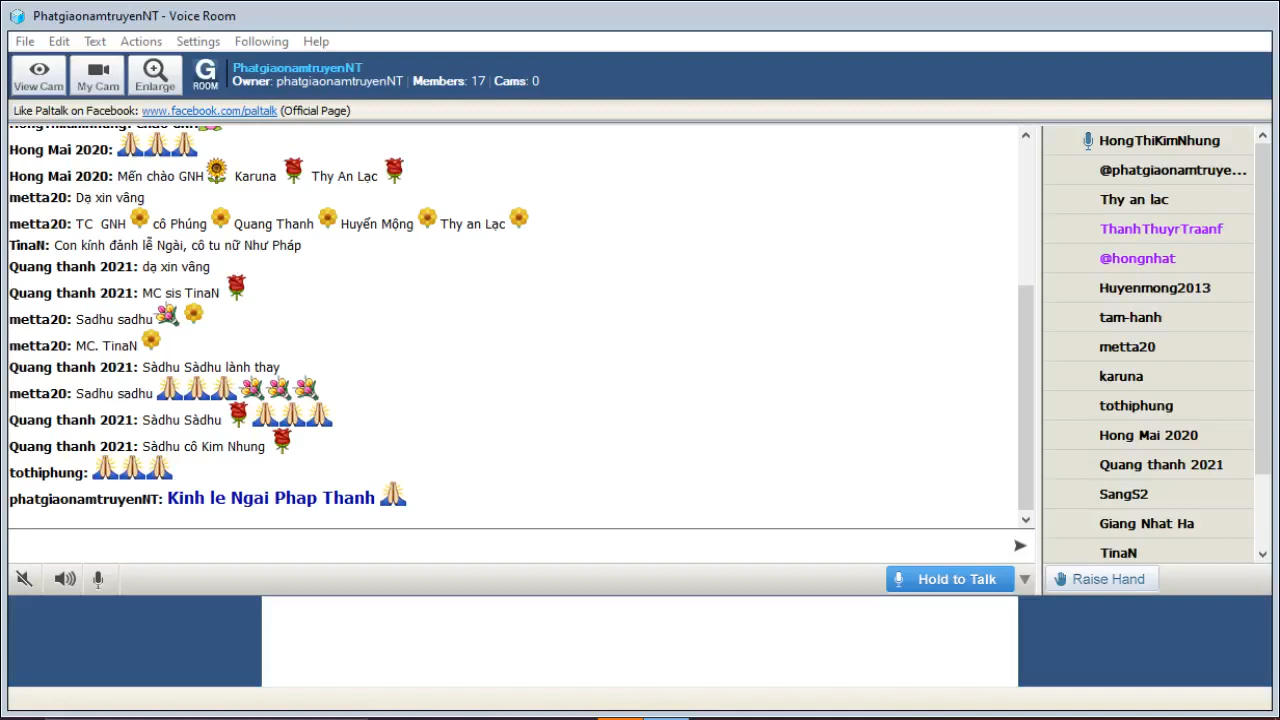 PhatgiaonamtruyenNT - Voice Room
File Edit Text Actions Settings Following Help
View Cam My Cam Enlarge G ROOM
PhatgiaonamtruyenNT
Owner: phatgiaonamtruyenNT | Members: 17 | Cams: 0
Like Paltalk on Facebook: www.facebook.com/paltalk (Official Page)
Hong Mai 2020:
Hong Mai 2020: Mến chào GNH Karuna Thy An Lạc
metta20: Dạ xin vâng
metta20: TC GNH cô Phúng Quang Thanh Huyển Mộng Thy an Lạc
TinaN: Con kính đảnh lễ Ngài, cô tu nữ Như Pháp
Quang thanh 2021: dạ xin vâng
Quang thanh 2021: MC sis TinaN
metta20: Sadhu sadhu
metta20: MC. TinaN
Quang thanh 2021: Sàdhu Sàdhu lành thay
metta20: Sadhu sadhu
Quang thanh 2021: Sàdhu Sàdhu
Quang thanh 2021: Sàdhu cô Kim Nhung
tothiphung:
phatgiaonamtruyenNT: Kinh le Ngai Phap Thanh
Hold to Talk
HongThiKimNhung
@phatgiaonamtruye...
Thy an lac
ThanhThuyrTraanf
@hongnhat
Huyenmong2013
tam-hanh
metta20
karuna
tothiphung
Hong Mai 2020
Quang thanh 2021
SangS2
Giang Nhat Ha
TinaN
Raise Hand